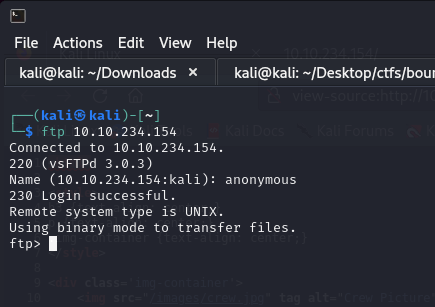 File Actions Edit View Help
kali@kali: ~/Downloads × kali@kali: ~/Desktop/ctfs/bour
┌──(kali㉿kali)-[~]
└─$ ftp 10.10.234.154
Connected to 10.10.234.154.
220 (vsFTPd 3.0.3)
Name (10.10.234.154:kali): anonymous
230 Login successful.
Remote system type is UNIX.
Using binary mode to transfer files.
ftp>